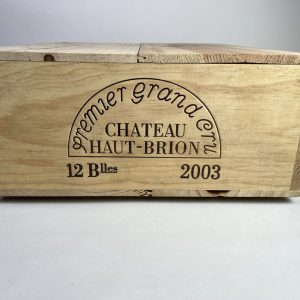 Premier Grand Cru
CHATEAU
HAUT-BRION
12 Blles 2003